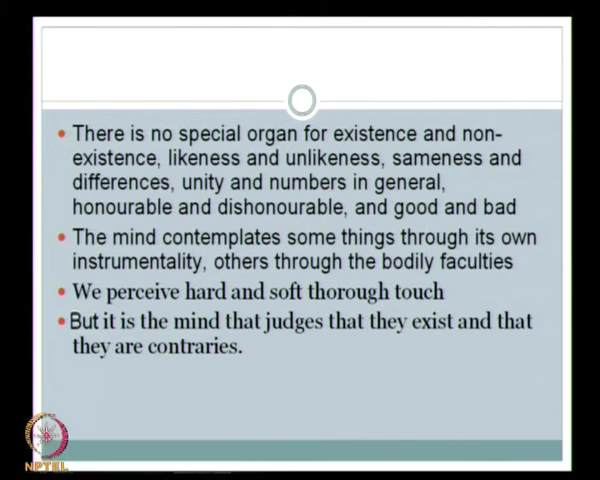 • There is no special organ for existence and non-
existence, likeness and unlikeness, sameness and
differences, unity and numbers in general,
honourable and dishonourable, and good and bad
• The mind contemplates some things through its own
instrumentality, others through the bodily faculties
• We perceive hard and soft thorough touch
• But it is the mind that judges that they exist and that
they are contraries.
NPTEL